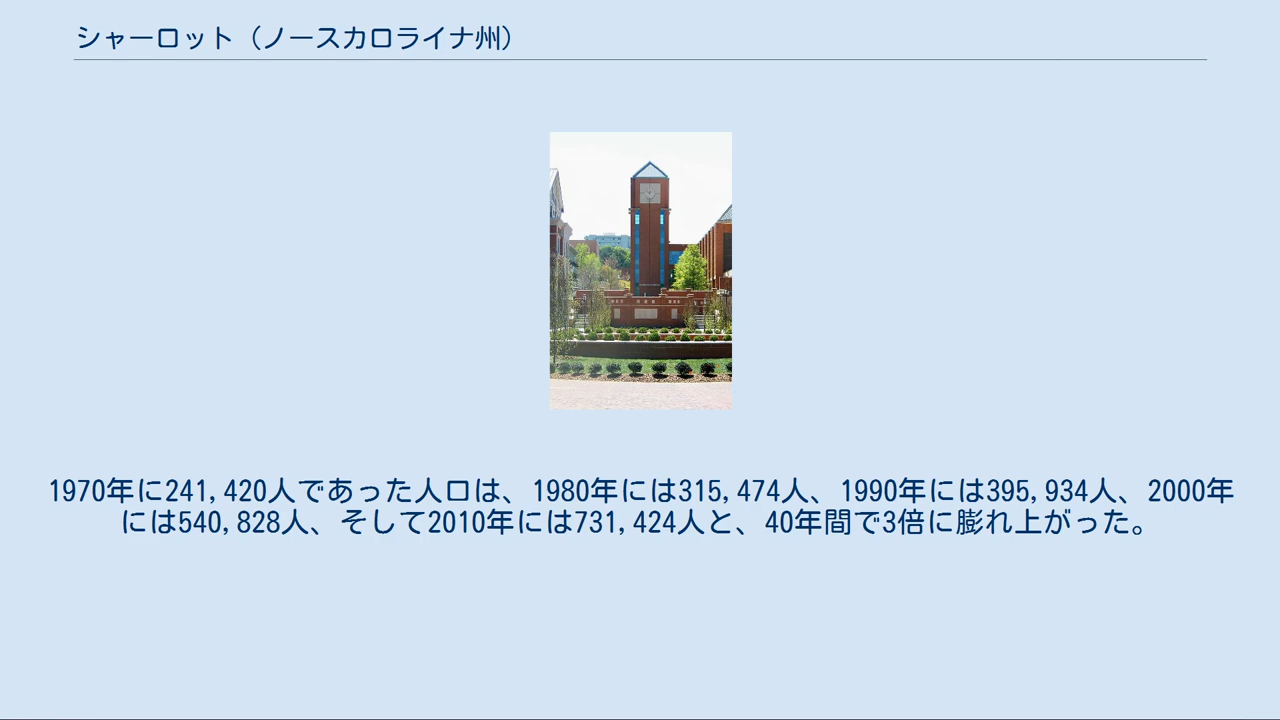 シャーロット（ノースカロライナ州）
1970年に241,420人であった人口は、1980年には315,474人、1990年には395,934人、2000年
には540,828人、そして2010年には731,424人と、40年間で3倍に膨れ上がった。